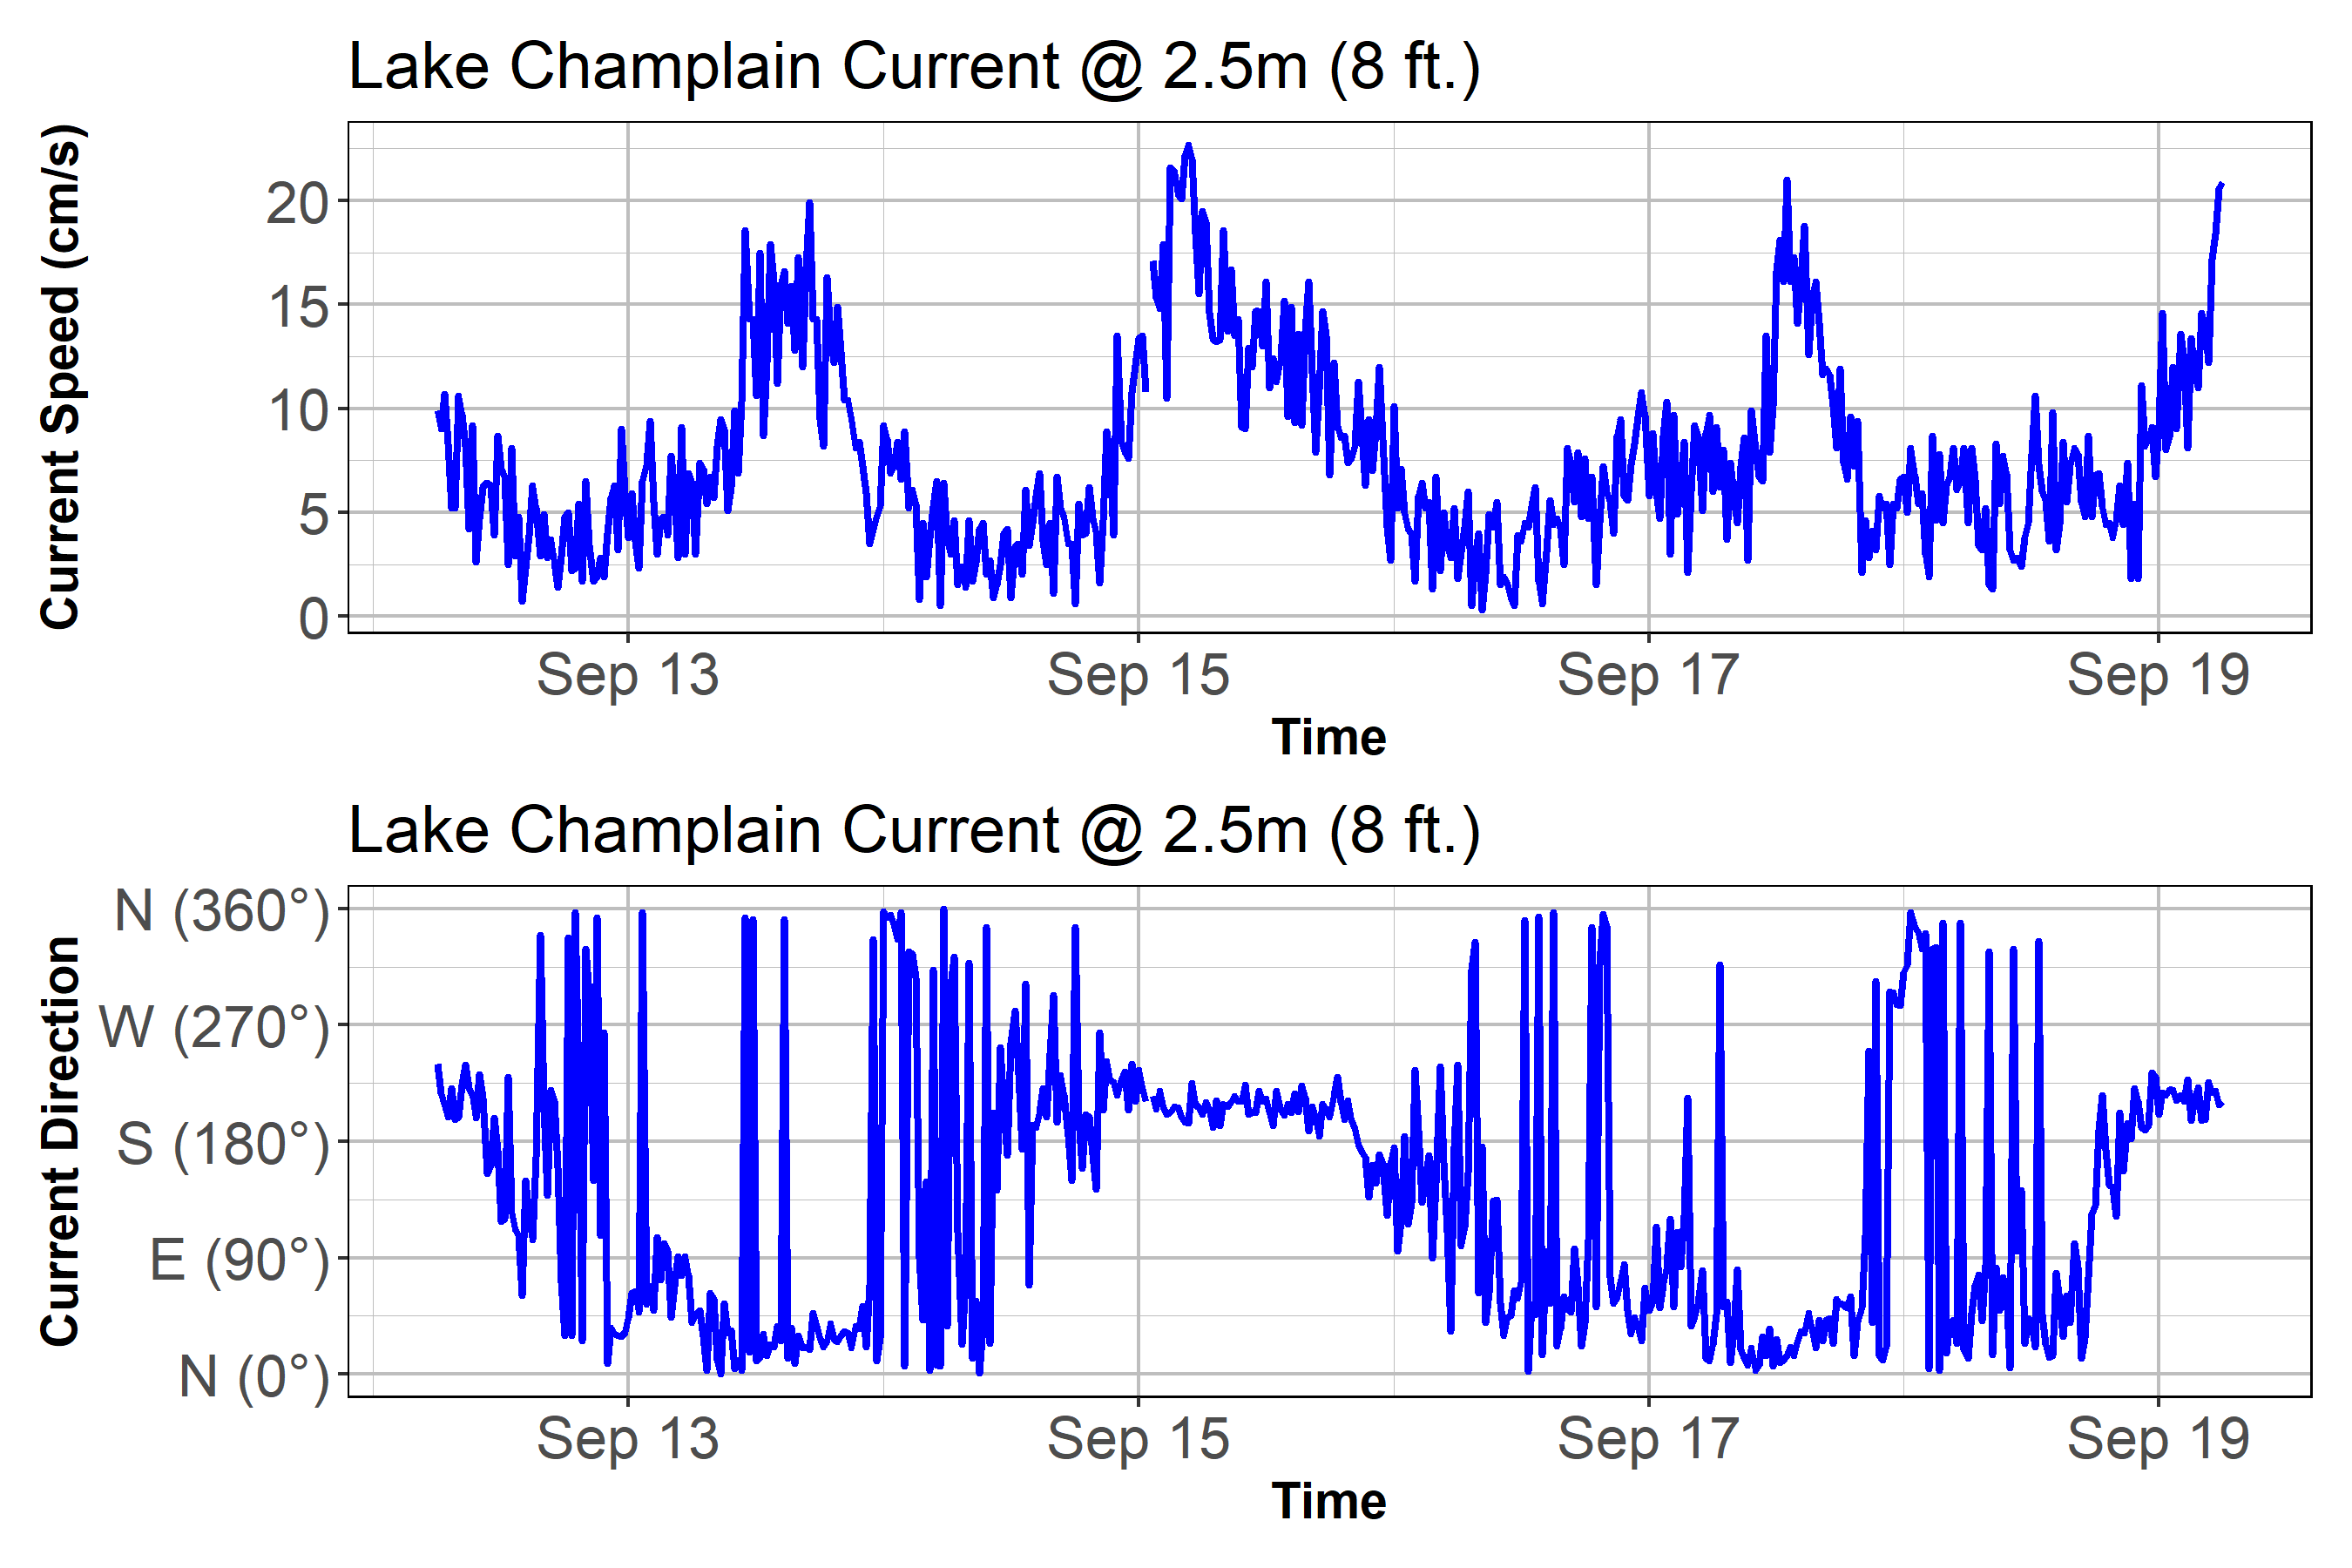 Lake Champlain Current @ 2.5m (8 ft.)
Current Speed (cm/s)
20
15
10
5
0
Sep 13 Sep 15 Sep 17 Sep 19
Time
Lake Champlain Current @ 2.5m (8 ft.)
Current Direction
N (360°)
W (270°)
S (180°)
E (90°)
N (0°)
Sep 13 Sep 15 Sep 17 Sep 19
Time